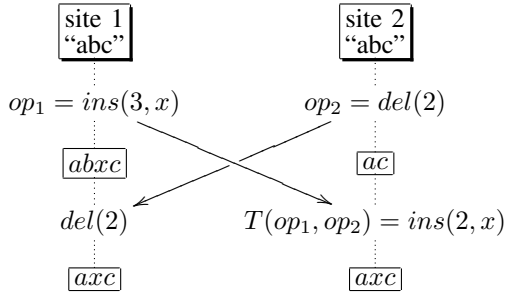 site 1 site 2
“abc” “abc”
op₁ = ins(3, x) op₂ = del(2)
abxc ac
del(2) T(op₁, op₂) = ins(2, x)
axc axc